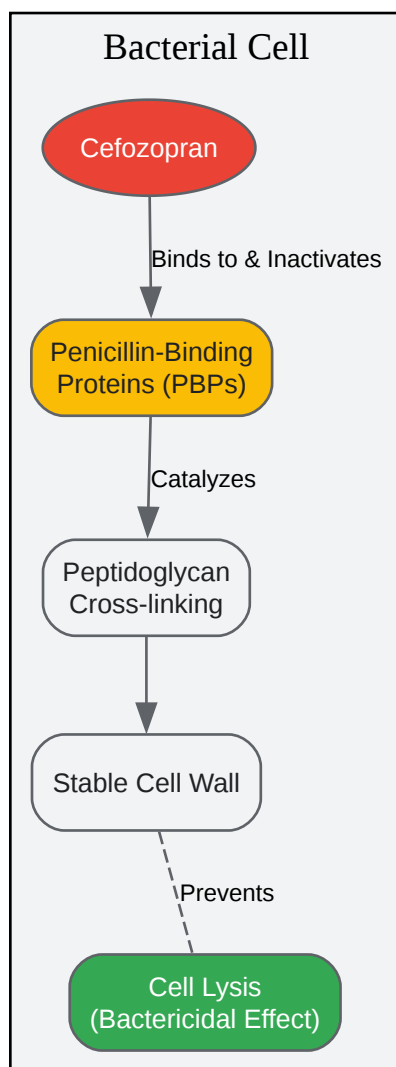 Bacterial Cell
Cefozopran
Binds to & Inactivates
Penicillin-Binding
Proteins (PBPs)
Catalyzes
Peptidoglycan
Cross-linking
Stable Cell Wall
Prevents
Cell Lysis
(Bactericidal Effect)